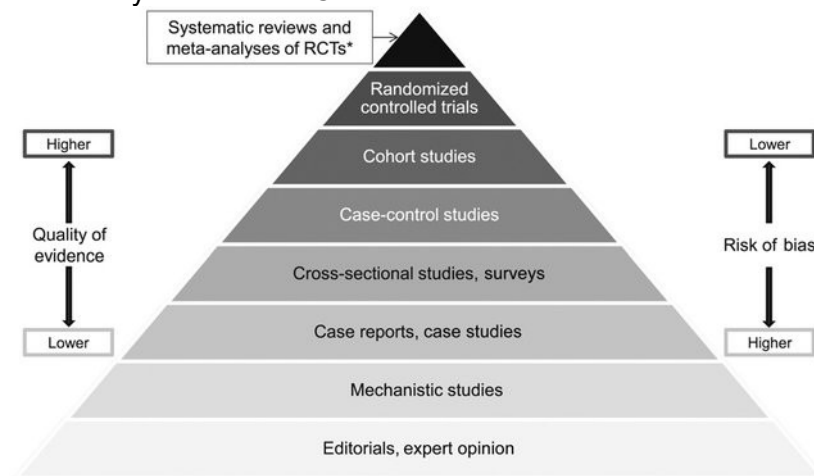 Systematic reviews and
meta-analyses of RCTs*
Randomized
controlled trials
Higher
Lower
Cohort studies
Case-control studies
Quality of
evidence
Risk of bias
Cross-sectional studies, surveys
Lower
Case reports, case studies
Higher
Mechanistic studies
Editorials, expert opinion